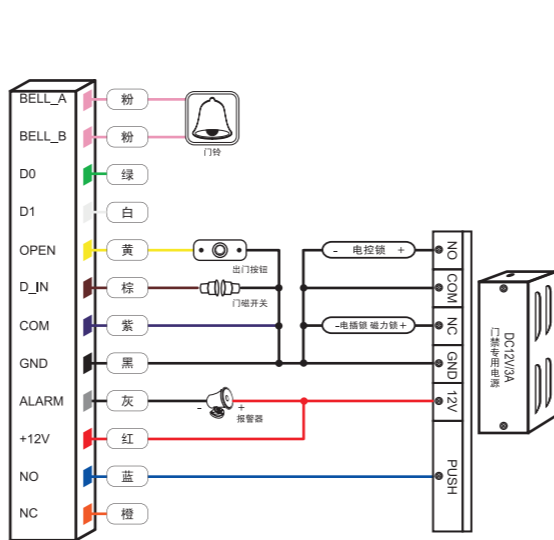 BELL_A 粉
门铃
BELL_B 粉
D0 绿
D1 白
OPEN 黄
出门按钮
- 电控锁 +
NO
D_IN 棕
门磁开关
COM
COM 紫
-电插锁 磁力锁+
NC
GND 黑
GND
ALARM 灰
- +
报警器
12V
+12V 红
NO 蓝
PUSH
NC 橙
DC12V/3A
门禁专用电源